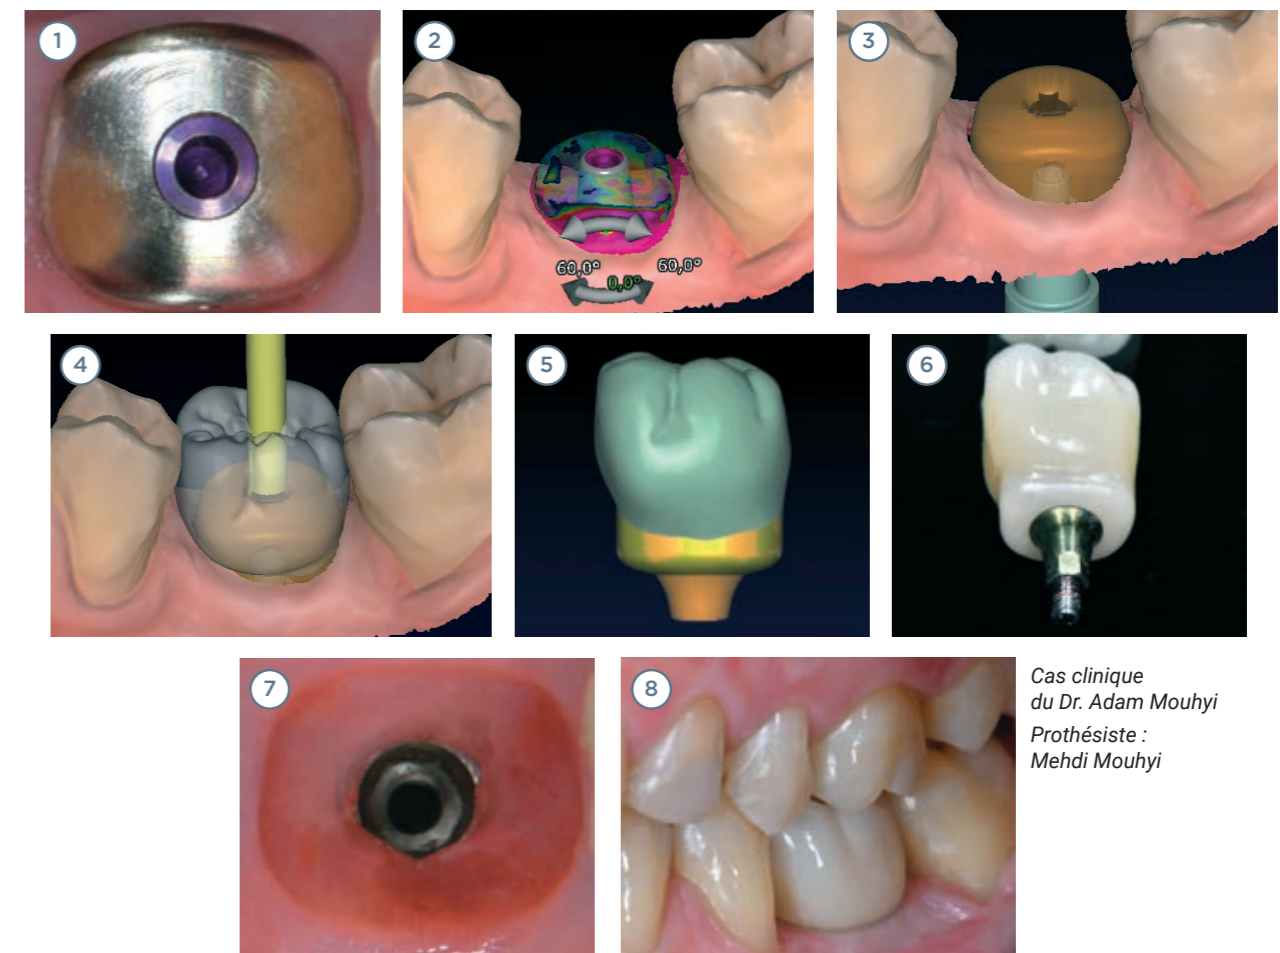 1
2
3
60,0°
60,0°
0,0°
4
5
6
7
8
Cas clinique
du Dr. Adam Mouhyi
Prothésiste :
Mehdi Mouhyi